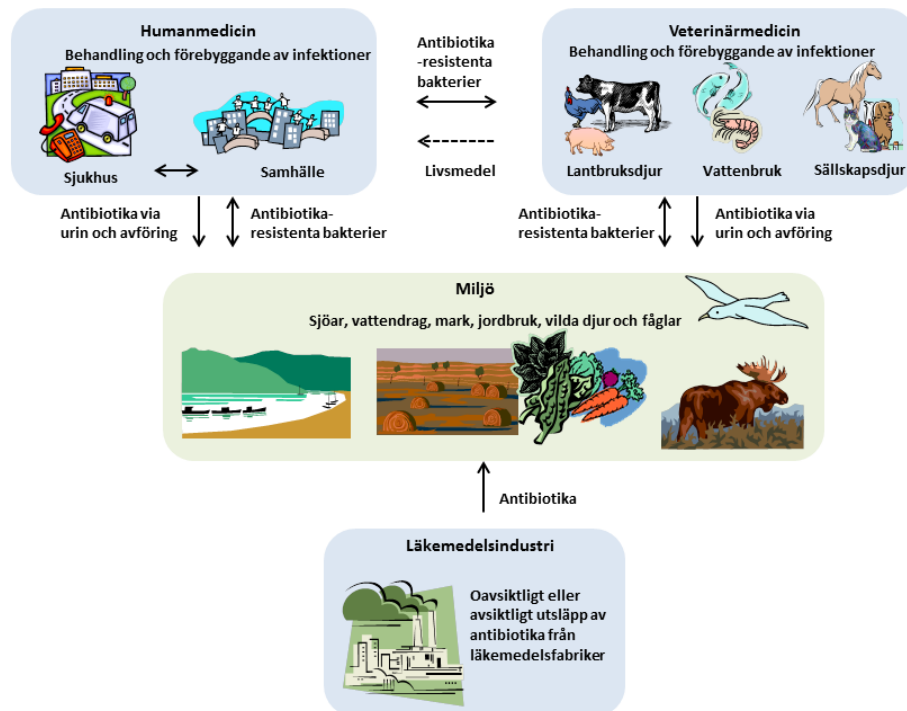 Humanmedicin
Behandling och förebyggande av infektioner
Sjukhus
Samhälle
Antibiotika
-resistenta
bakterier
Livsmedel
Veterinärmedicin
Behandling och förebyggande av infektioner
Lantbruksdjur
Vattenbruk
Sällskapsdjur
Antibiotika via
urin och avföring
Antibiotika-
resistenta bakterier
Antibiotika-
resistenta bakterier
Antibiotika via
urin och avföring
Miljö
Sjöar, vattendrag, mark, jordbruk, vilda djur och fåglar
Antibiotika
Läkemedelsindustri
Oavsiktligt eller
avsiktligt utsläpp av
antibiotika från
läkemedelsfabriker